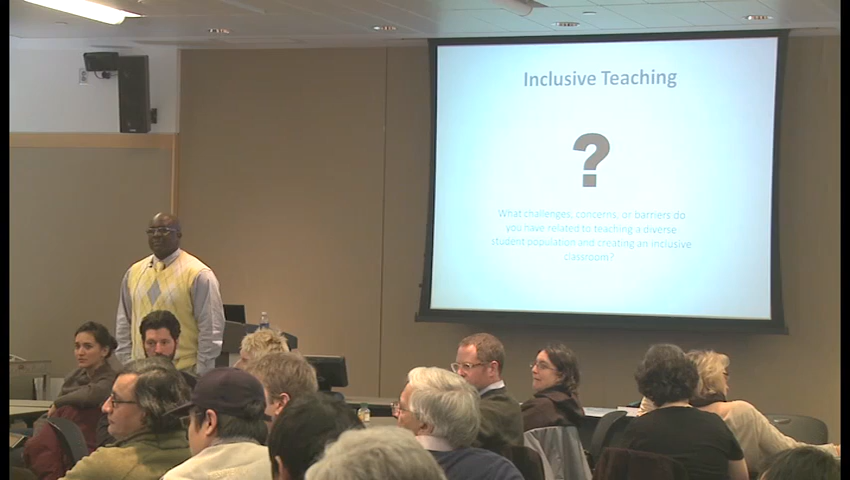 Inclusive Teaching
?
What challenges, concerns, or barriers do
you have related to teaching a diverse
student population and creating an inclusive
classroom?